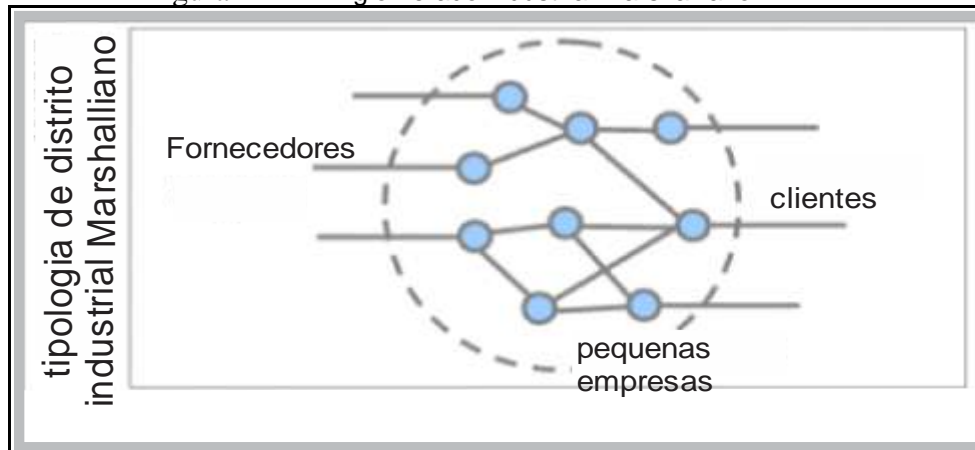 tipologia de distrito
industrial Marshalliano
Fornecedores
clientes
pequenas
empresas